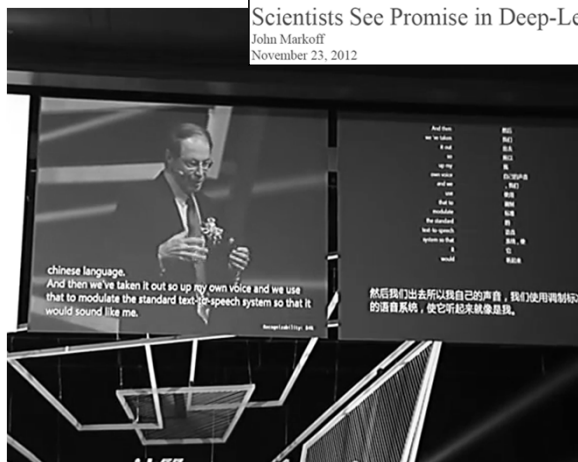 Scientists See Promise in Deep-Le
John Markoff
November 23, 2012
chinese language.
And then we've taken it out so up my own voice and we use
that to modulate the standard text-to-speech system so that it
would sound like me.
Recognizability: 84%
And then 然后
we 've taken 我们
it out 出去
so 所以
up my 我
own voice 自己的声音
and we ，我们
use 使用
that to 调制
modulate 标准
the standard 的
text-to-speech 语音
system so that 系统，使
it 它
would 听起来
然后我们出去所以我自己的声音，我们使用调制标准
的语音系统，使它听起来就像是我。